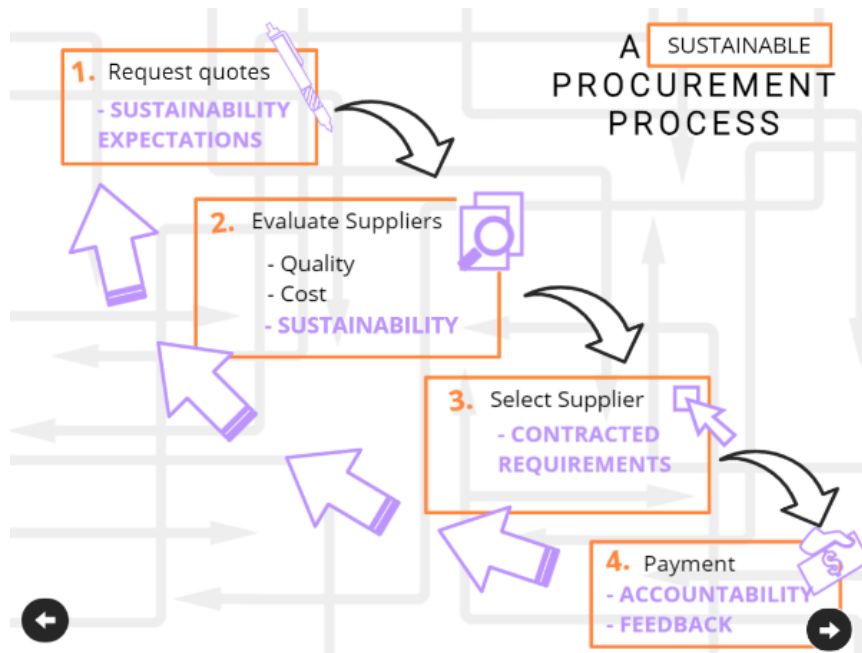 A SUSTAINABLE
PROCUREMENT
PROCESS
1. Request quotes
- SUSTAINABILITY
EXPECTATIONS
2. Evaluate Suppliers
- Quality
- Cost
- SUSTAINABILITY
3. Select Supplier
- CONTRACTED
REQUIREMENTS
4. Payment
- ACCOUNTABILITY
- FEEDBACK
$